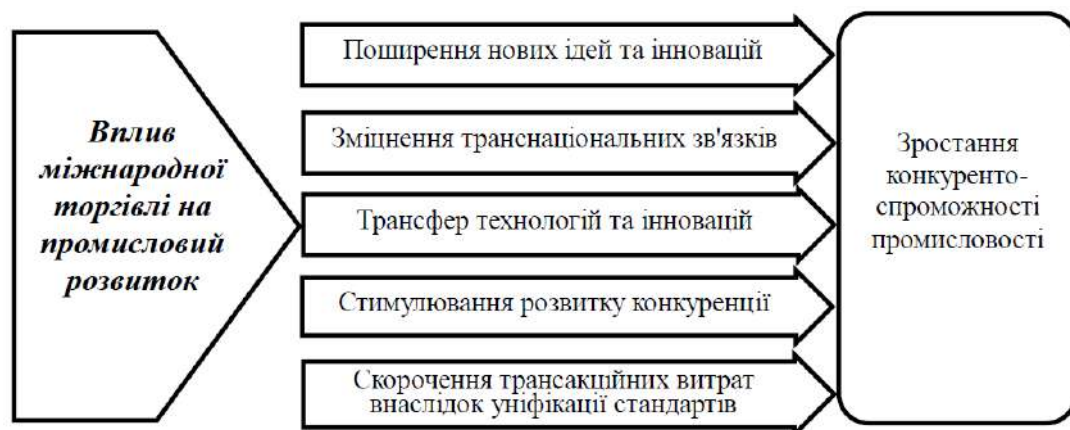 Вплив
міжнародної
торгівлі на
промисловий
розвиток
Поширення нових ідей та інновацій
Зміцнення транснаціональних зв'язків
Трансфер технологій та інновацій
Стимулювання розвитку конкуренції
Скорочення трансакційних витрат
внаслідок уніфікації стандартів
Зростання
конкуренто-
спроможності
промисловості